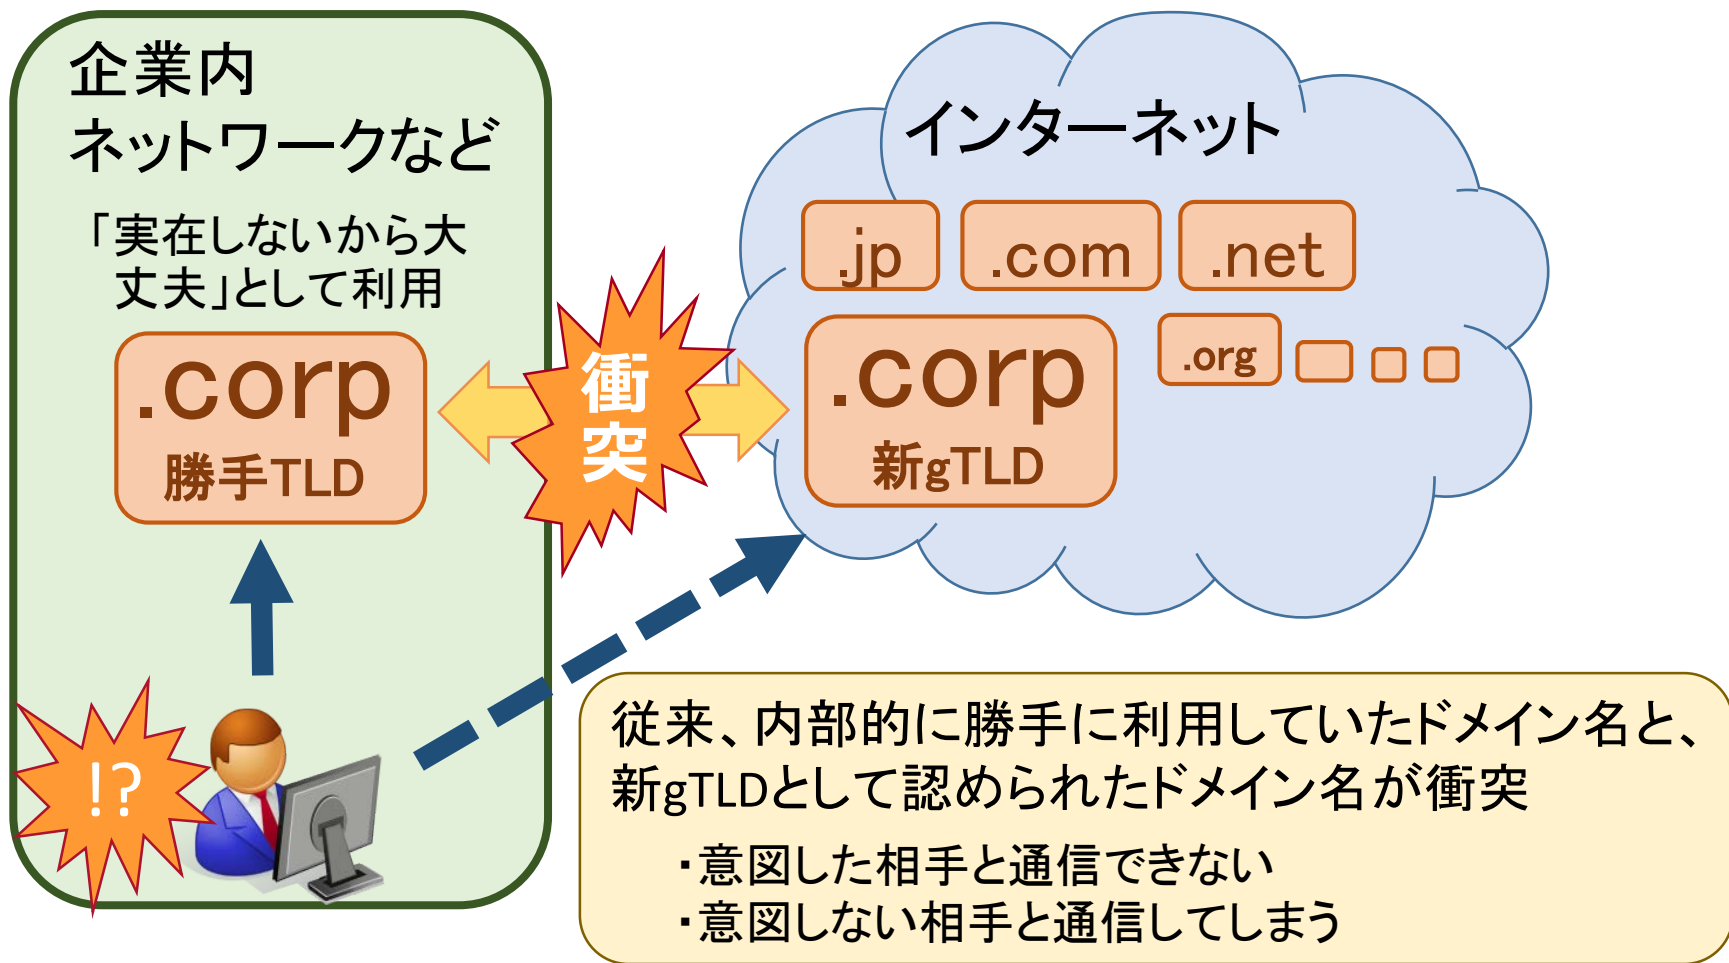 企業内
ネットワークなど
「実在しないから大
丈夫」として利用
.corp
勝手TLD
衝
突
インターネット
.jp
.com
.net
.corp
新gTLD
.org
!?
従来、内部的に勝手に利用していたドメイン名と、
新gTLDとして認められたドメイン名が衝突
・意図した相手と通信できない
・意図しない相手と通信してしまう